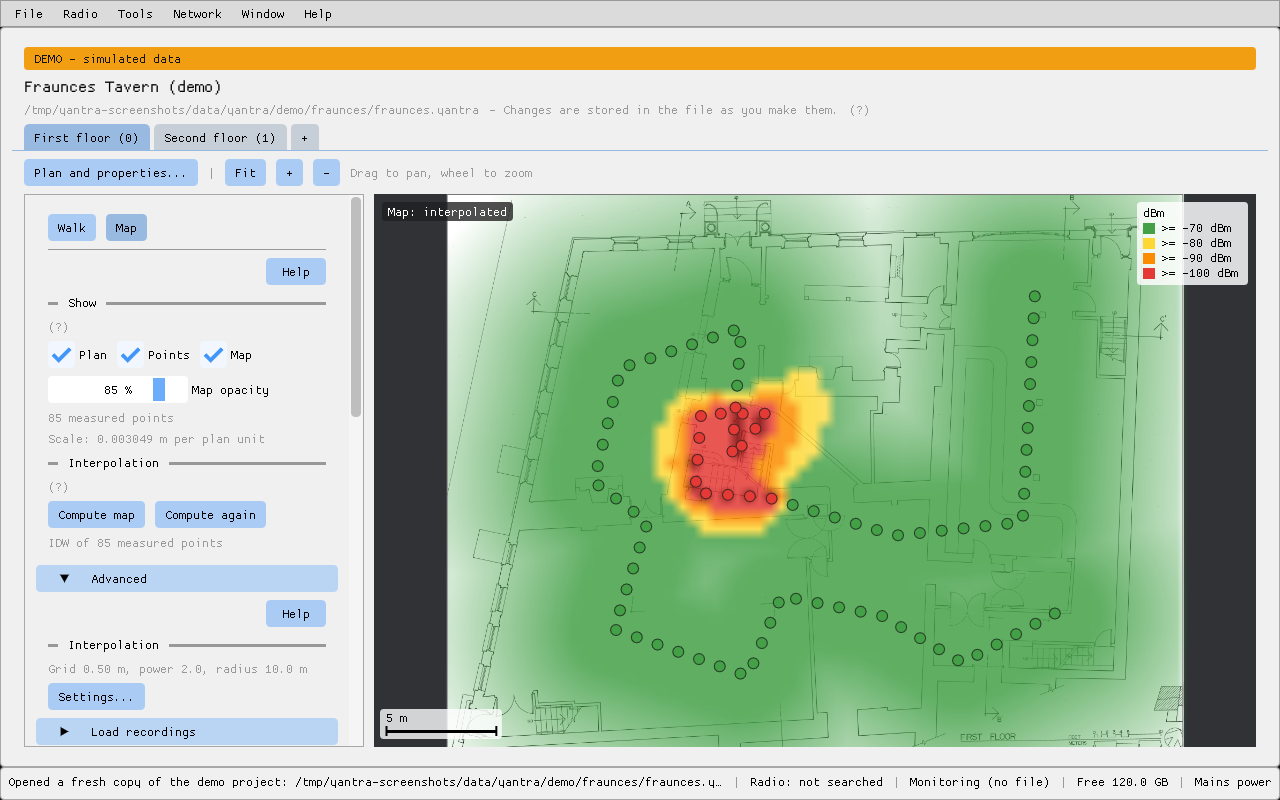 File Radio Tools Network Window Help
DEMO - simulated data
Fraunces Tavern (demo)
/tmp/yantra-screenshots/data/yantra/demo/fraunces/fraunces.yantra - Changes are stored in the file as you make them. (?)
First floor (0) Second floor (1) +
Plan and properties... | Fit + - Drag to pan, wheel to zoom
Walk Map
Help
Show
(?)
Plan Points Map
85 % Map opacity
85 measured points
Scale: 0.003049 m per plan unit
Interpolation
(?)
Compute map Compute again
IDW of 85 measured points
Advanced
Help
Interpolation
Grid 0.50 m, power 2.0, radius 10.0 m
Settings...
Load recordings
Map: interpolated
dBm
>= -70 dBm
>= -80 dBm
>= -90 dBm
>= -100 dBm
A
B
C
C
5 m
FIRST FLOOR
Opened a fresh copy of the demo project: /tmp/yantra-screenshots/data/yantra/demo/fraunces/fraunces.y… | Radio: not searched | Monitoring (no file) | Free 120.0 GB | Mains power